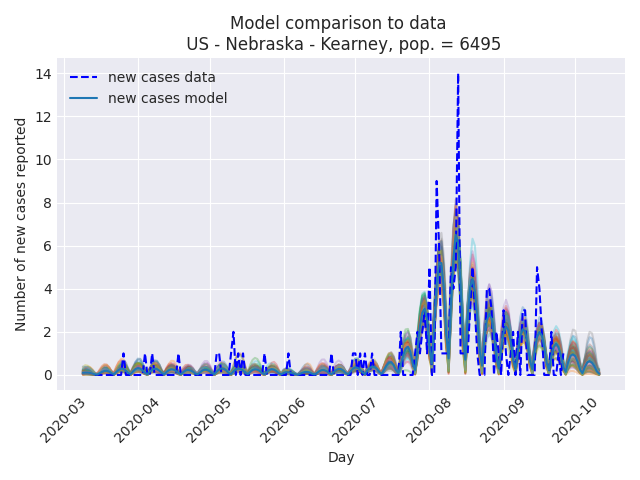 Model comparison to data
US - Nebraska - Kearney, pop. = 6495
new cases data
new cases model
Number of new cases reported
14
12
10
8
6
4
2
0
2020-03
2020-04
2020-05
2020-06
2020-07
2020-08
2020-09
2020-10
Day